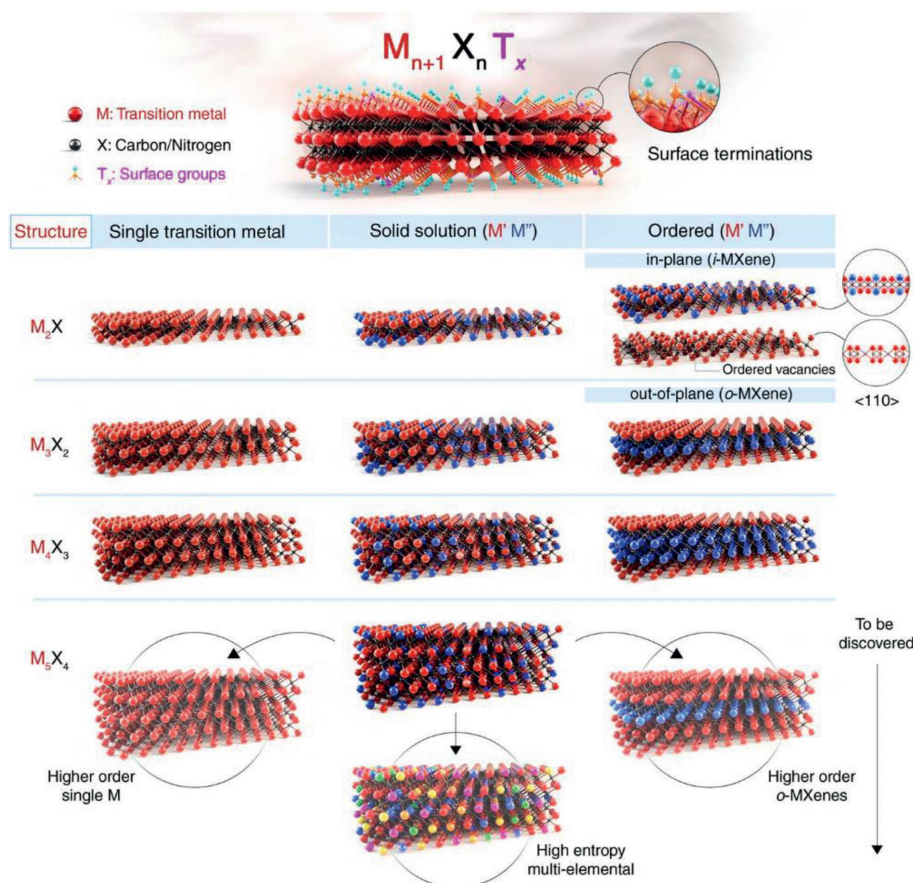 Mn+1XnTx
M: Transition metal
X: Carbon/Nitrogen
Tx: Surface groups
Surface terminations
Structure
Single transition metal
Solid solution (M' M")
Ordered (M' M")
in-plane (i-MXene)
M2X
Ordered vacancies
<110>
out-of-plane (o-MXene)
M3X2
M4X3
To be
discovered
M5X4
Higher order
single M
Higher order
o-MXenes
High entropy
multi-elemental